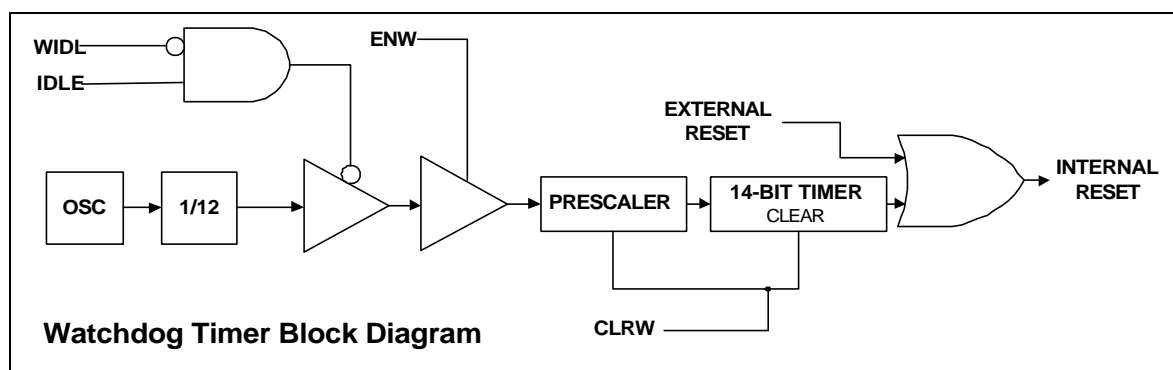 WIDL
IDLE
ENW
EXTERNAL
RESET
INTERNAL
RESET
OSC
1/12
PRESCALER
14-BIT TIMER
CLEAR
CLRW
Watchdog Timer Block Diagram